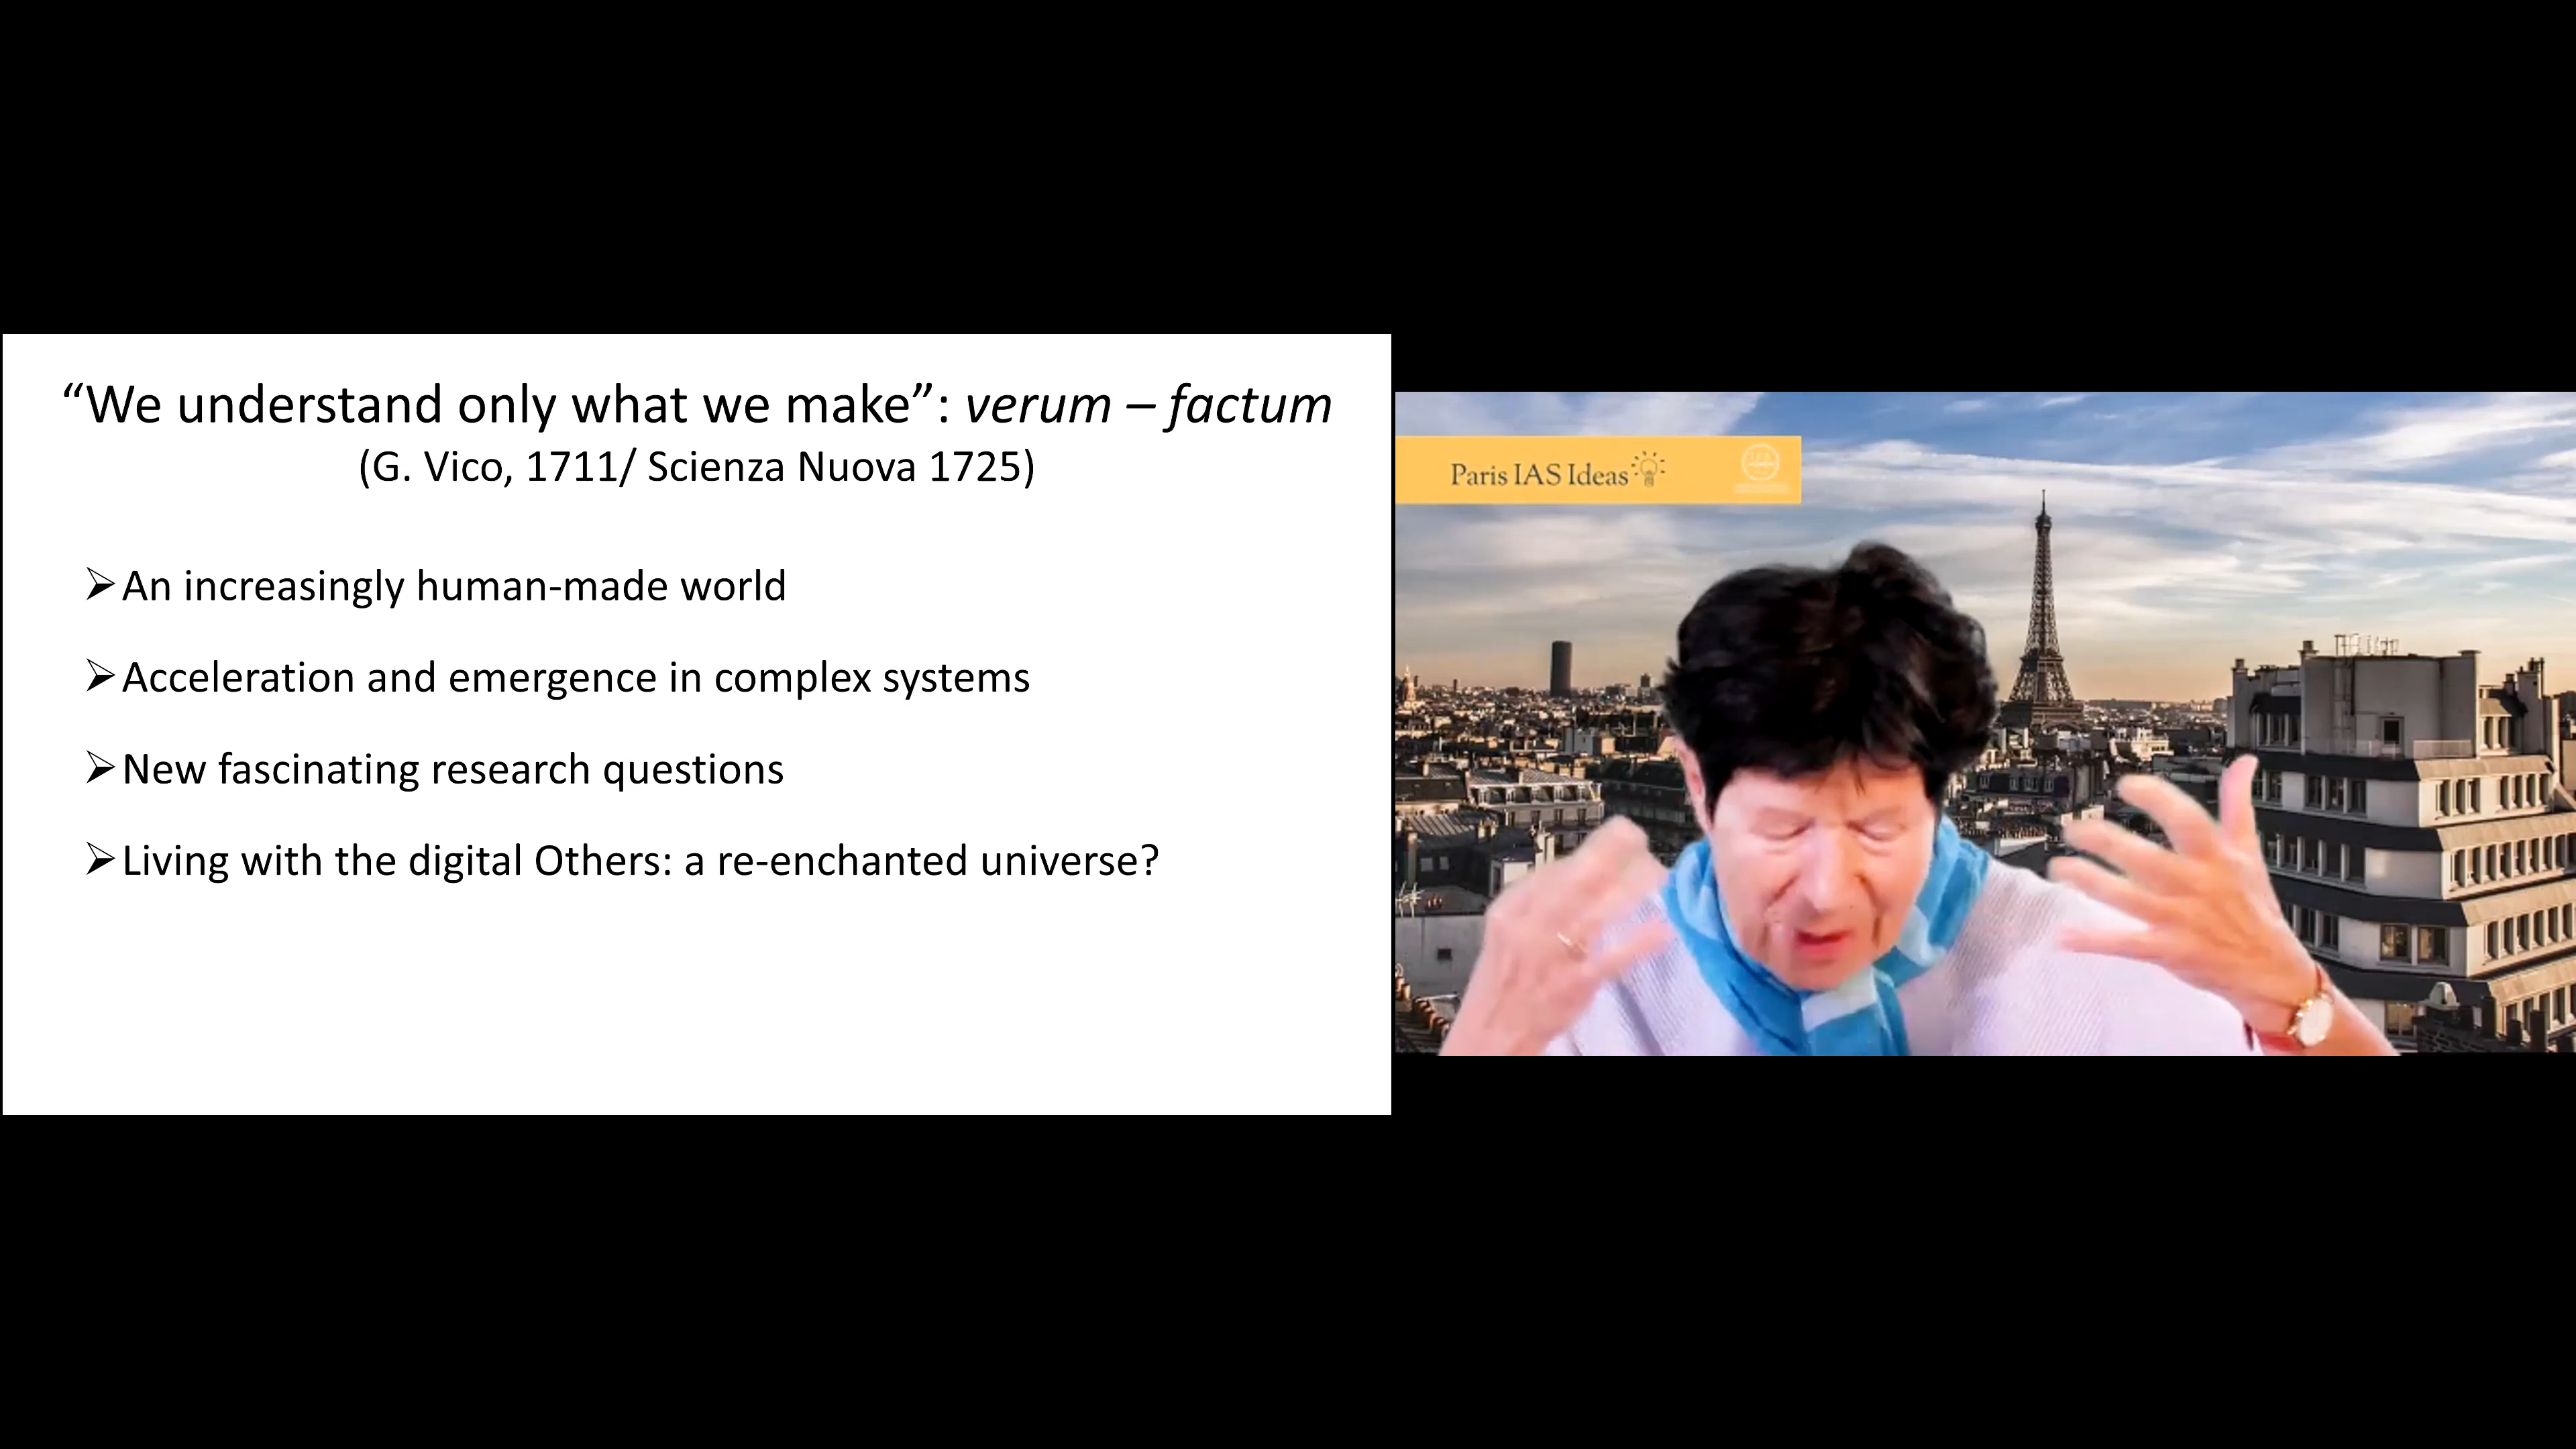 “We understand only what we make”: verum – factum
(G. Vico, 1711/ Scienza Nuova 1725)
➢An increasingly human-made world
➢Acceleration and emergence in complex systems
➢New fascinating research questions
➢Living with the digital Others: a re-enchanted universe?
Paris IAS Ideas